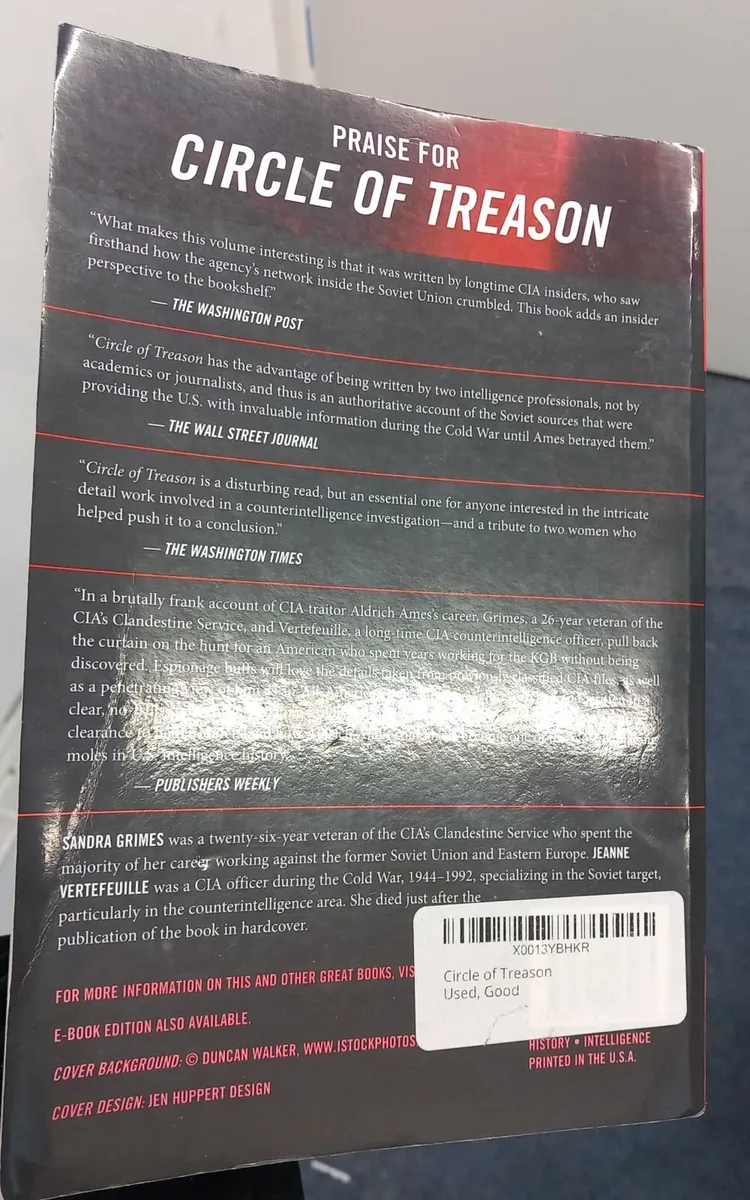 PRAISE FOR
CIRCLE OF TREASON
“What makes this volume interesting is that it was written by longtime CIA insiders, who saw
firsthand how the agency's network inside the Soviet Union crumbled. This book adds an insider
perspective to the bookshelf.”
— THE WASHINGTON POST
“Circle of Treason has the advantage of being written by two intelligence professionals, not by
academics or journalists, and thus is an authoritative account of the Soviet sources that were
providing the U.S. with invaluable information during the Cold War until Ames betrayed them.”
— THE WALL STREET JOURNAL
“Circle of Treason is a disturbing read, but an essential one for anyone interested in the intricate
detail work involved in a counterintelligence investigation—and a tribute to two women who
helped push it to a conclusion.”
— THE WASHINGTON TIMES
“In a brutally frank account of CIA traitor Aldrich Ames's career, Grimes, a 26-year veteran of the
CIA's Clandestine Service, and Vertefeuille, a long-time CIA counterintelligence officer, pull back
the curtain on the hunt for an American who spent years working for the KGB without being
discovered. Espionage buffs will love the details taken from previously classified CIA files, as well
as a penetrating
clear, no
clearance to
moles in U.S. intelligence history.
— PUBLISHERS WEEKLY
SANDRA GRIMES was a twenty-six-year veteran of the CIA's Clandestine Service who spent the
majority of her career working against the former Soviet Union and Eastern Europe. JEANNE
VERTEFEUILLE was a CIA officer during the Cold War, 1944–1992, specializing in the Soviet target,
particularly in the counterintelligence area. She died just after the
publication of the book in hardcover.
X0013YBHKR
Circle of Treason
Used, Good
FOR MORE INFORMATION ON THIS AND OTHER GREAT BOOKS, VIS
E-BOOK EDITION ALSO AVAILABLE.
COVER BACKGROUND: © DUNCAN WALKER, WWW.ISTOCKPHOTOS
COVER DESIGN: JEN HUPPERT DESIGN
HISTORY • INTELLIGENCE
PRINTED IN THE U.S.A.